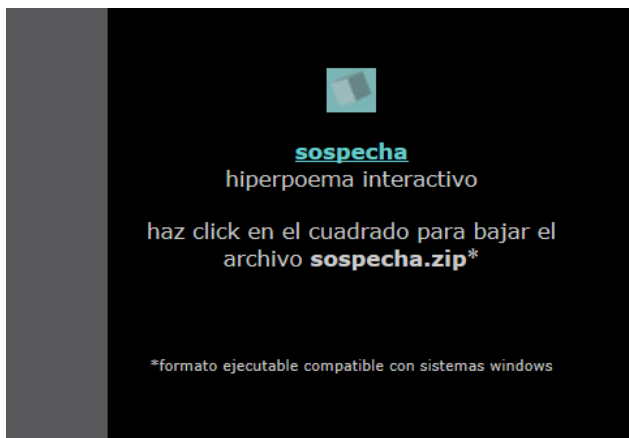 sospecha
hiperpoema interactivo
haz click en el cuadrado para bajar el
archivo sospecha.zip*
*formato ejecutable compatible con sistemas windows